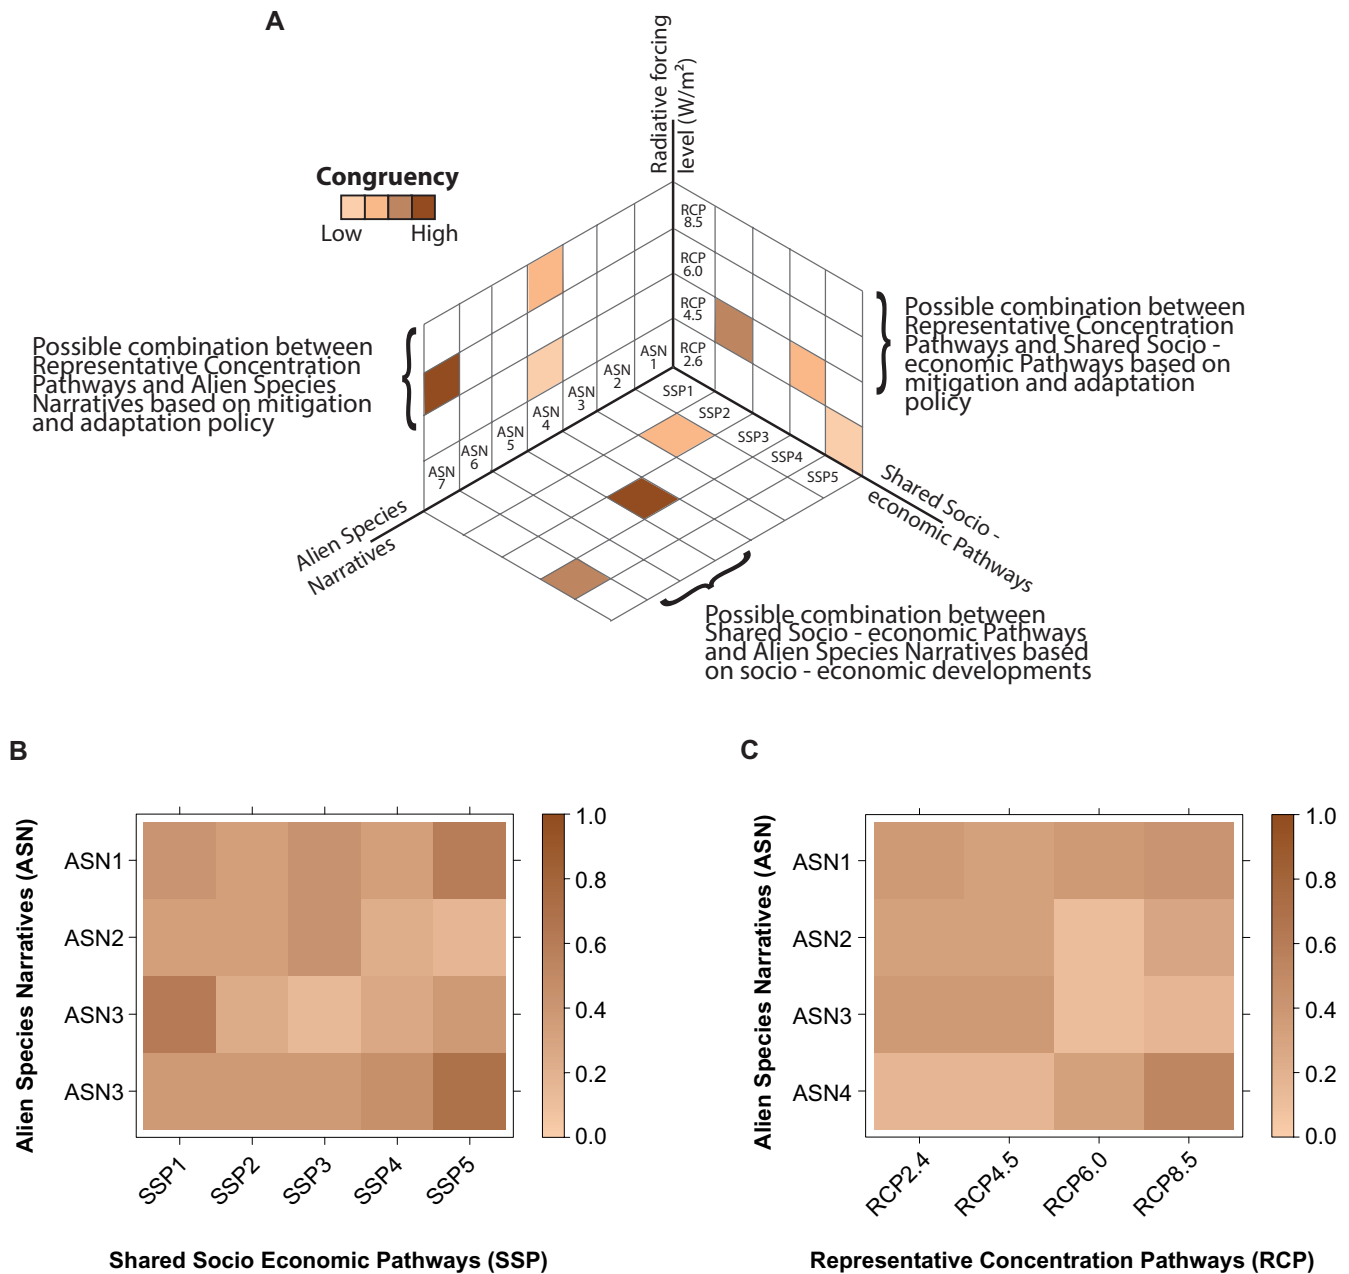 A
Radiative forcing
level (W/m²)
Congruency
Low High
RCP
8.5
RCP
6.0
RCP
4.5
RCP
2.6
ASN
1
ASN
2
ASN
3
ASN
4
ASN
5
ASN
6
ASN
7
SSP1
SSP2
SSP3
SSP4
SSP5
Possible combination between
Representative Concentration
Pathways and Alien Species
Narratives based on mitigation
and adaptation policy
Possible combination between
Representative Concentration
Pathways and Shared Socio -
economic Pathways based on
mitigation and adaptation
policy
Alien Species
Narratives
Shared Socio -
economic Pathways
Possible combination between
Shared Socio - economic Pathways
and Alien Species Narratives based
on socio - economic developments
B
Alien Species Narratives (ASN)
ASN1
ASN2
ASN3
ASN3
SSP1
SSP2
SSP3
SSP4
SSP5
1.0
0.8
0.6
0.4
0.2
0.0
Shared Socio Economic Pathways (SSP)
C
Alien Species Narratives (ASN)
ASN1
ASN2
ASN3
ASN4
RCP2.4
RCP4.5
RCP6.0
RCP8.5
1.0
0.8
0.6
0.4
0.2
0.0
Representative Concentration Pathways (RCP)